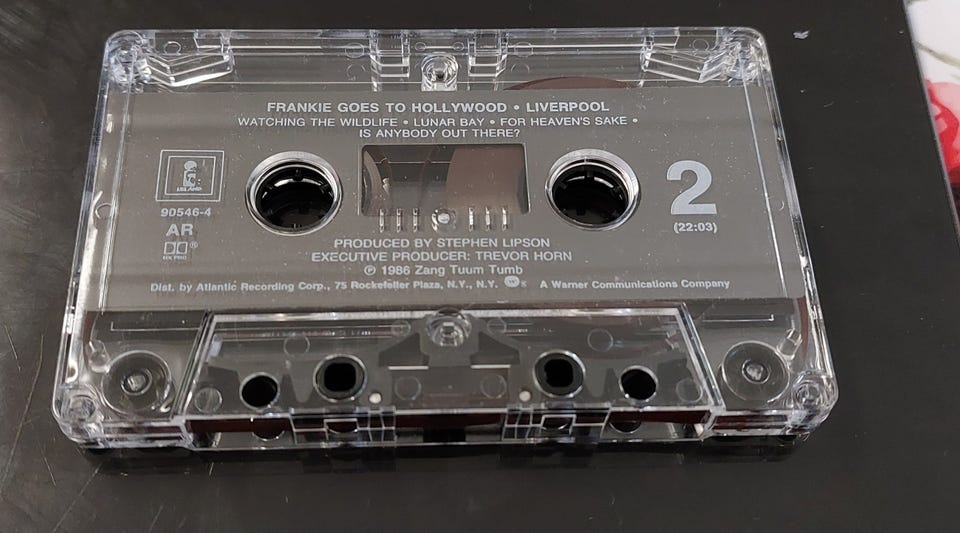 FRANKIE GOES TO HOLLYWOOD • LIVERPOOL
WATCHING THE WILDLIFE • LUNAR BAY • FOR HEAVEN'S SAKE •
IS ANYBODY OUT THERE?
ISLAND
90546-4
AR
HX PRO
2
(22:03)
PRODUCED BY STEPHEN LIPSON
EXECUTIVE PRODUCER: TREVOR HORN
℗ 1986 Zang Tuum Tumb
Dist. by Atlantic Recording Corp., 75 Rockefeller Plaza, N.Y., N.Y. A Warner Communications Company